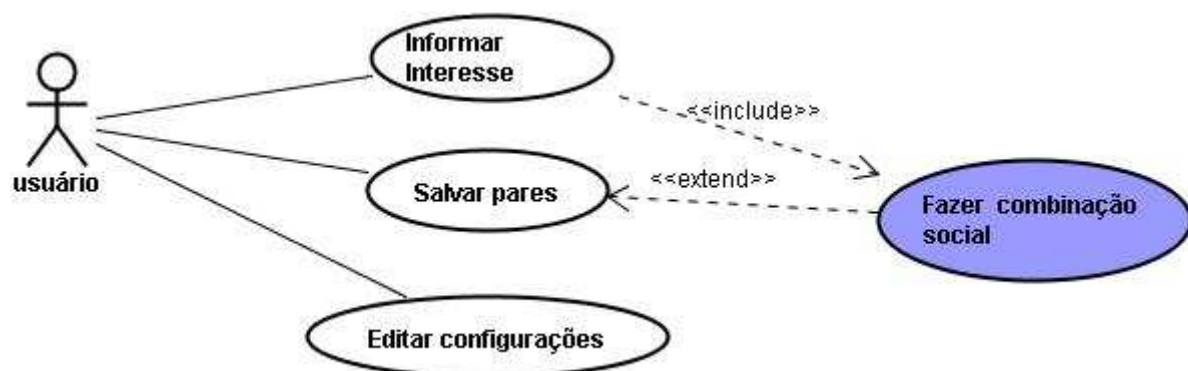 Informar
Interesse
<<include>>
usuário
Salvar pares
<<extend>>
Fazer combinação
social
Editar configurações